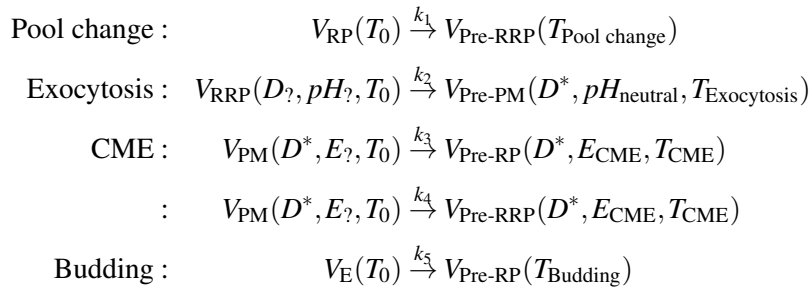 Pool change : V_RP(T_0) →^{k_1} V_Pre-RRP(T_Pool change)
Exocytosis : V_RRP(D_?, pH_?, T_0) →^{k_2} V_Pre-PM(D^*, pH_neutral, T_Exocytosis)
CME : V_PM(D^*, E_?, T_0) →^{k_3} V_Pre-RP(D^*, E_CME, T_CME)
: V_PM(D^*, E_?, T_0) →^{k_4} V_Pre-RRP(D^*, E_CME, T_CME)
Budding : V_E(T_0) →^{k_5} V_Pre-RP(T_Budding)